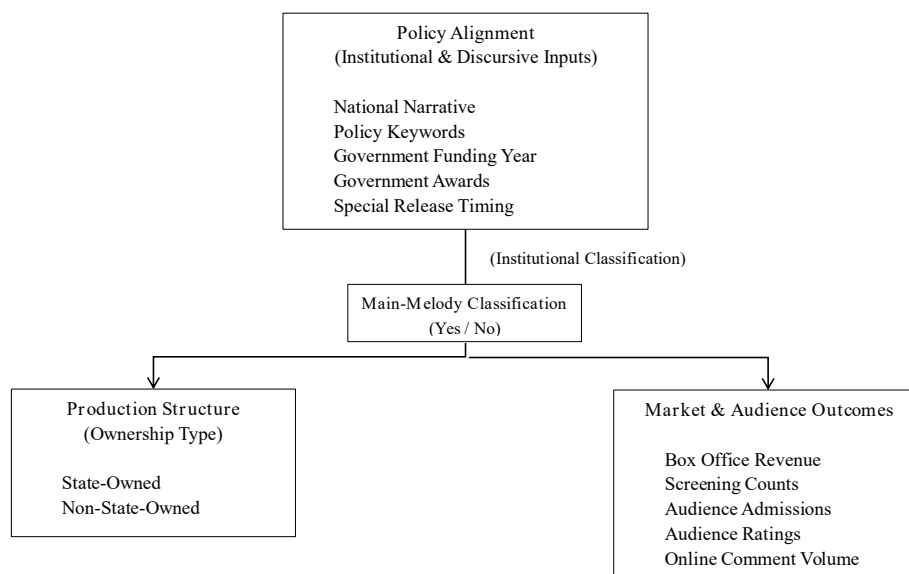 Policy Alignment
(Institutional & Discursive Inputs)
National Narrative
Policy Keywords
Government Funding Year
Government Awards
Special Release Timing
(Institutional Classification)
Main-Melody Classification
(Yes / No)
Production Structure
(Ownership Type)
State-Owned
Non-State-Owned
Market & Audience Outcomes
Box Office Revenue
Screening Counts
Audience Admissions
Audience Ratings
Online Comment Volume